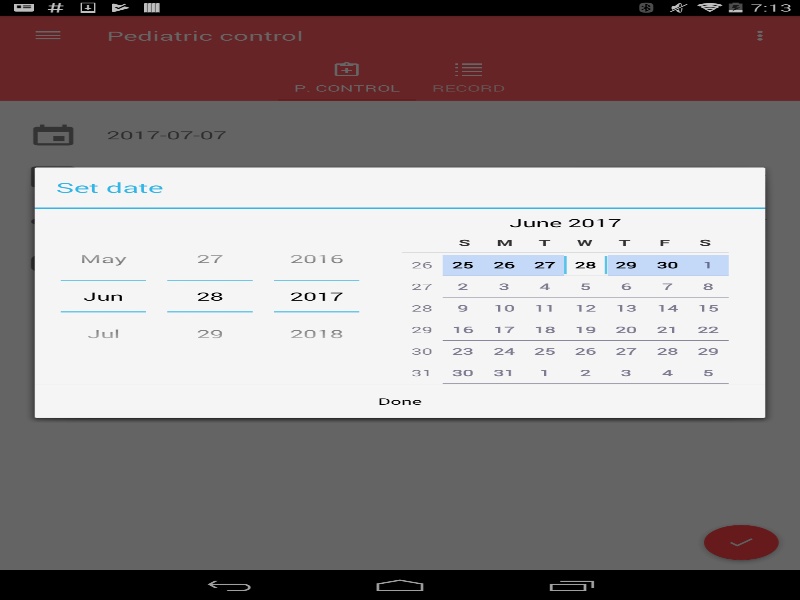 7:13
Pediatric control
P. CONTROL RECORD
2017-07-07
Set date
June 2017
S M T W T F S
26 25 26 27 28 29 30 1
27 2 3 4 5 6 7 8
28 9 10 11 12 13 14 15
29 16 17 18 19 20 21 22
30 23 24 25 26 27 28 29
31 30 31 1 2 3 4 5
May 27 2016
Jun 28 2017
Jul 29 2018
Done